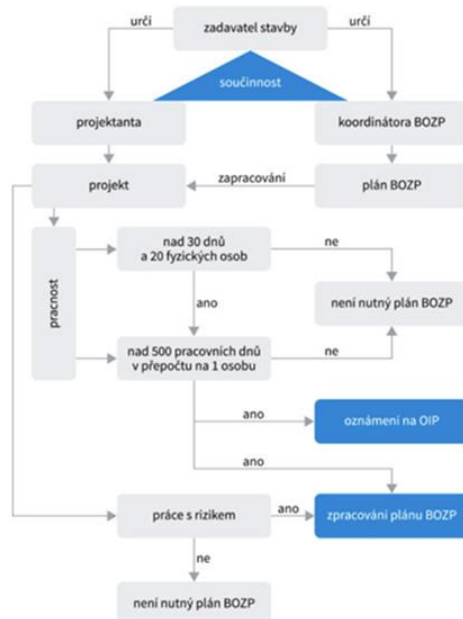 určí
zadavatel stavby
určí
součinnost
projektanta
koordinátora BOZP
projekt
zapracování
plán BOZP
pracnost
nad 30 dnů
a 20 fyzických osob
ne
není nutný plán BOZP
ano
nad 500 pracovních dnů
v přepočtu na 1 osobu
ne
ano
oznámení na OIP
ano
práce s rizikem
ano
zpracování plánu BOZP
ne
není nutný plán BOZP